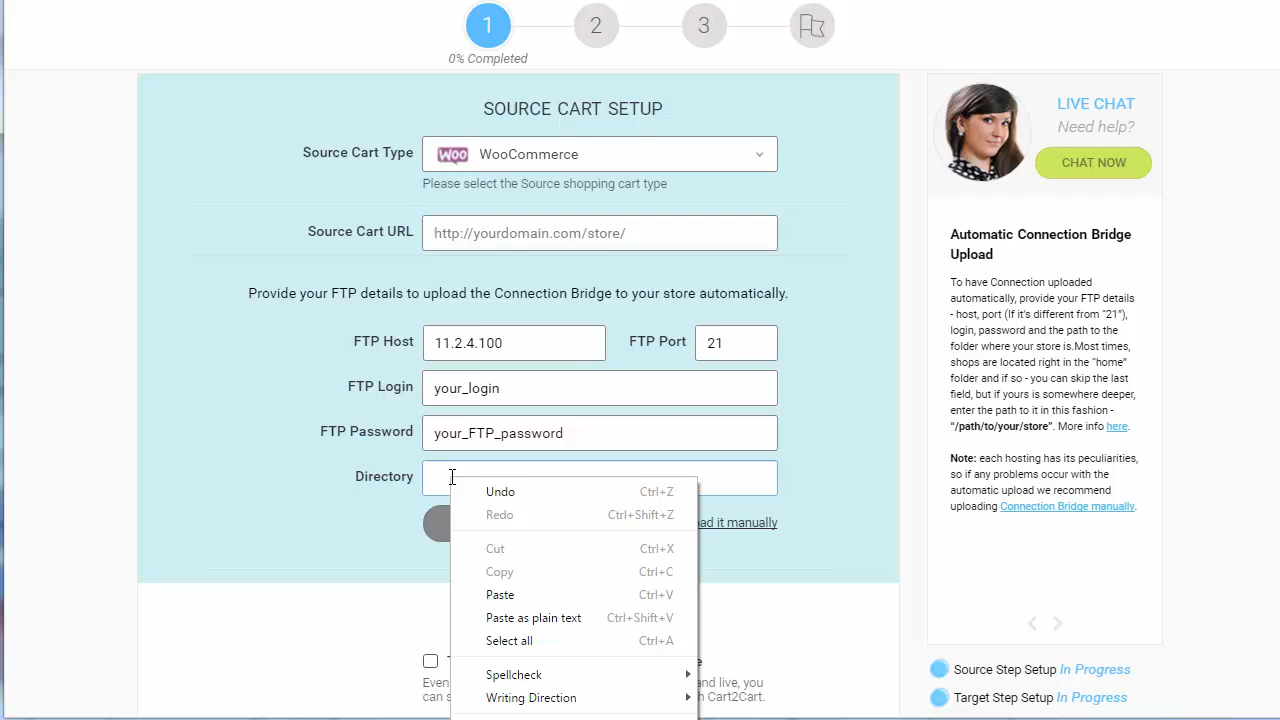 1
2
3
0% Completed
SOURCE CART SETUP
Source Cart Type
WOO
WooCommerce
Please select the Source shopping cart type
Source Cart URL
http://yourdomain.com/store/
Provide your FTP details to upload the Connection Bridge to your store automatically.
FTP Host
11.2.4.100
FTP Port
21
FTP Login
your_login
FTP Password
your_FTP_password
Directory
it manually
Undo Ctrl+Z
Redo Ctrl+Shift+Z
Cut Ctrl+X
Copy Ctrl+C
Paste Ctrl+V
Paste as plain text Ctrl+Shift+V
Select all Ctrl+A
Spellcheck
Writing Direction
and live, you
Cart2Cart.
LIVE CHAT
Need help?
CHAT NOW
Automatic Connection Bridge
Upload
To have Connection uploaded
automatically, provide your FTP details
- host, port (If it's different from “21”),
login, password and the path to the
folder where your store is.Most times,
shops are located right in the “home”
folder and if so - you can skip the last
field, but if yours is somewhere deeper,
enter the path to it in this fashion -
“/path/to/your/store”. More info here.
Note: each hosting has its peculiarities,
so if any problems occur with the
automatic upload we recommend
uploading Connection Bridge manually.
Source Step Setup In Progress
Target Step Setup In Progress